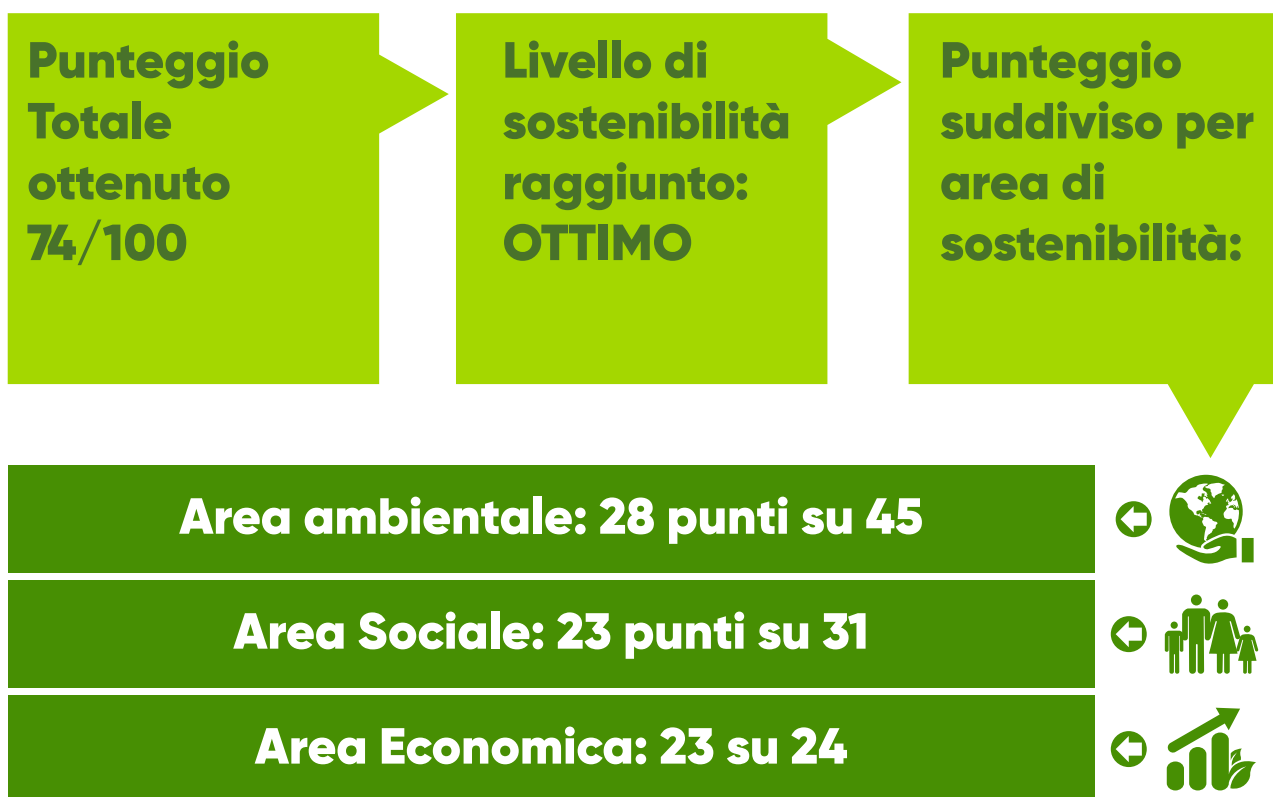 Punteggio
Totale
ottenuto
74/100
Livello di
sostenibilità
raggiunto:
OTTIMO
Punteggio
suddiviso per
area di
sostenibilità:
Area ambientale: 28 punti su 45
Area Sociale: 23 punti su 31
Area Economica: 23 su 24